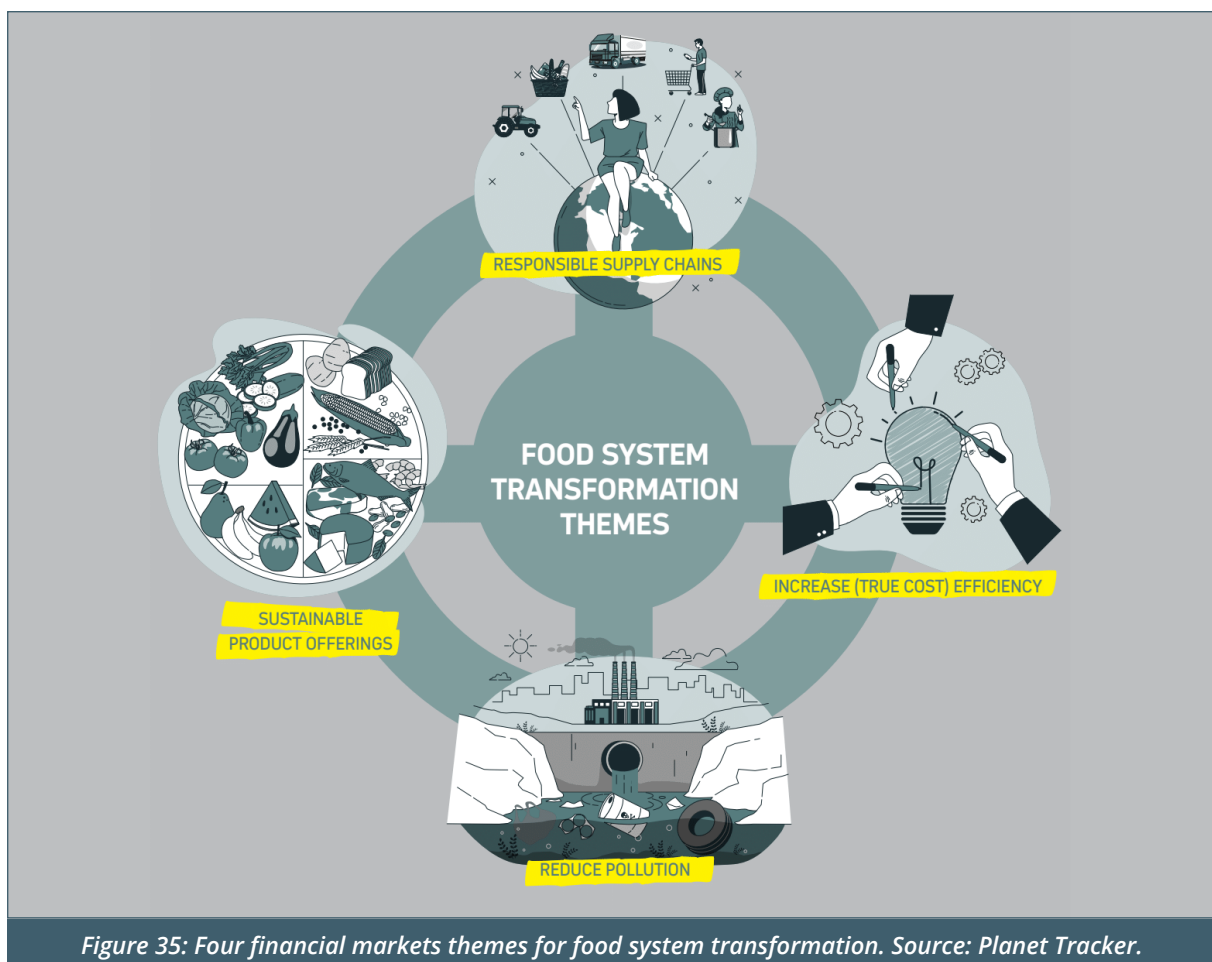 RESPONSIBLE SUPPLY CHAINS
FOOD SYSTEM
TRANSFORMATION
THEMES
INCREASE (TRUE COST) EFFICIENCY
SUSTAINABLE
PRODUCT OFFERINGS
REDUCE POLLUTION
Figure 35: Four financial markets themes for food system transformation. Source: Planet Tracker.